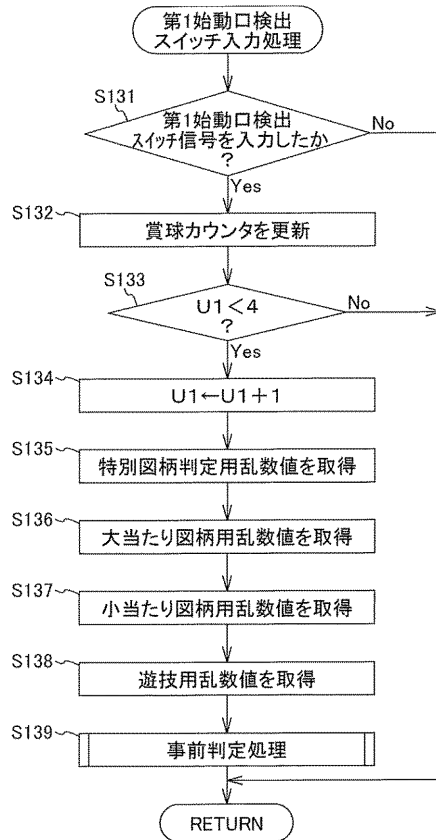 第1始動口検出
スイッチ入力処理
S131
第1始動口検出
スイッチ信号を入力したか
?
No
Yes
S132
賞球カウンタを更新
S133
U1<4
?
No
Yes
S134
U1←U1+1
S135
特別図柄判定用乱数値を取得
S136
大当たり図柄用乱数値を取得
S137
小当たり図柄用乱数値を取得
S138
遊技用乱数値を取得
S139
事前判定処理
RETURN